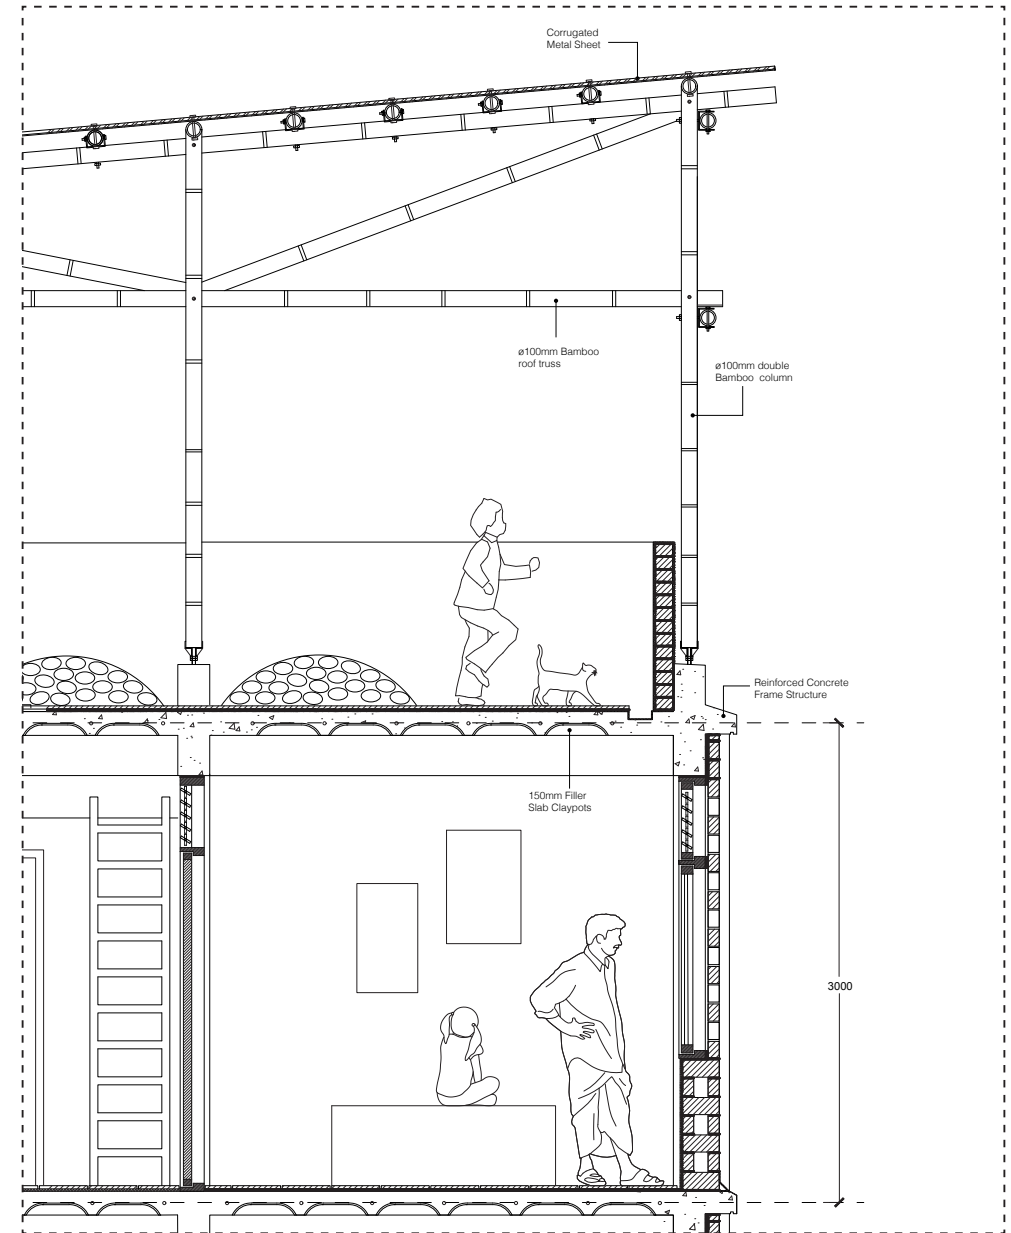 Corrugated
Metal Sheet
ø100mm Bamboo
roof truss
ø100mm double
Bamboo column
Reinforced Concrete
Frame Structure
150mm Filler
Slab Claypots
3000